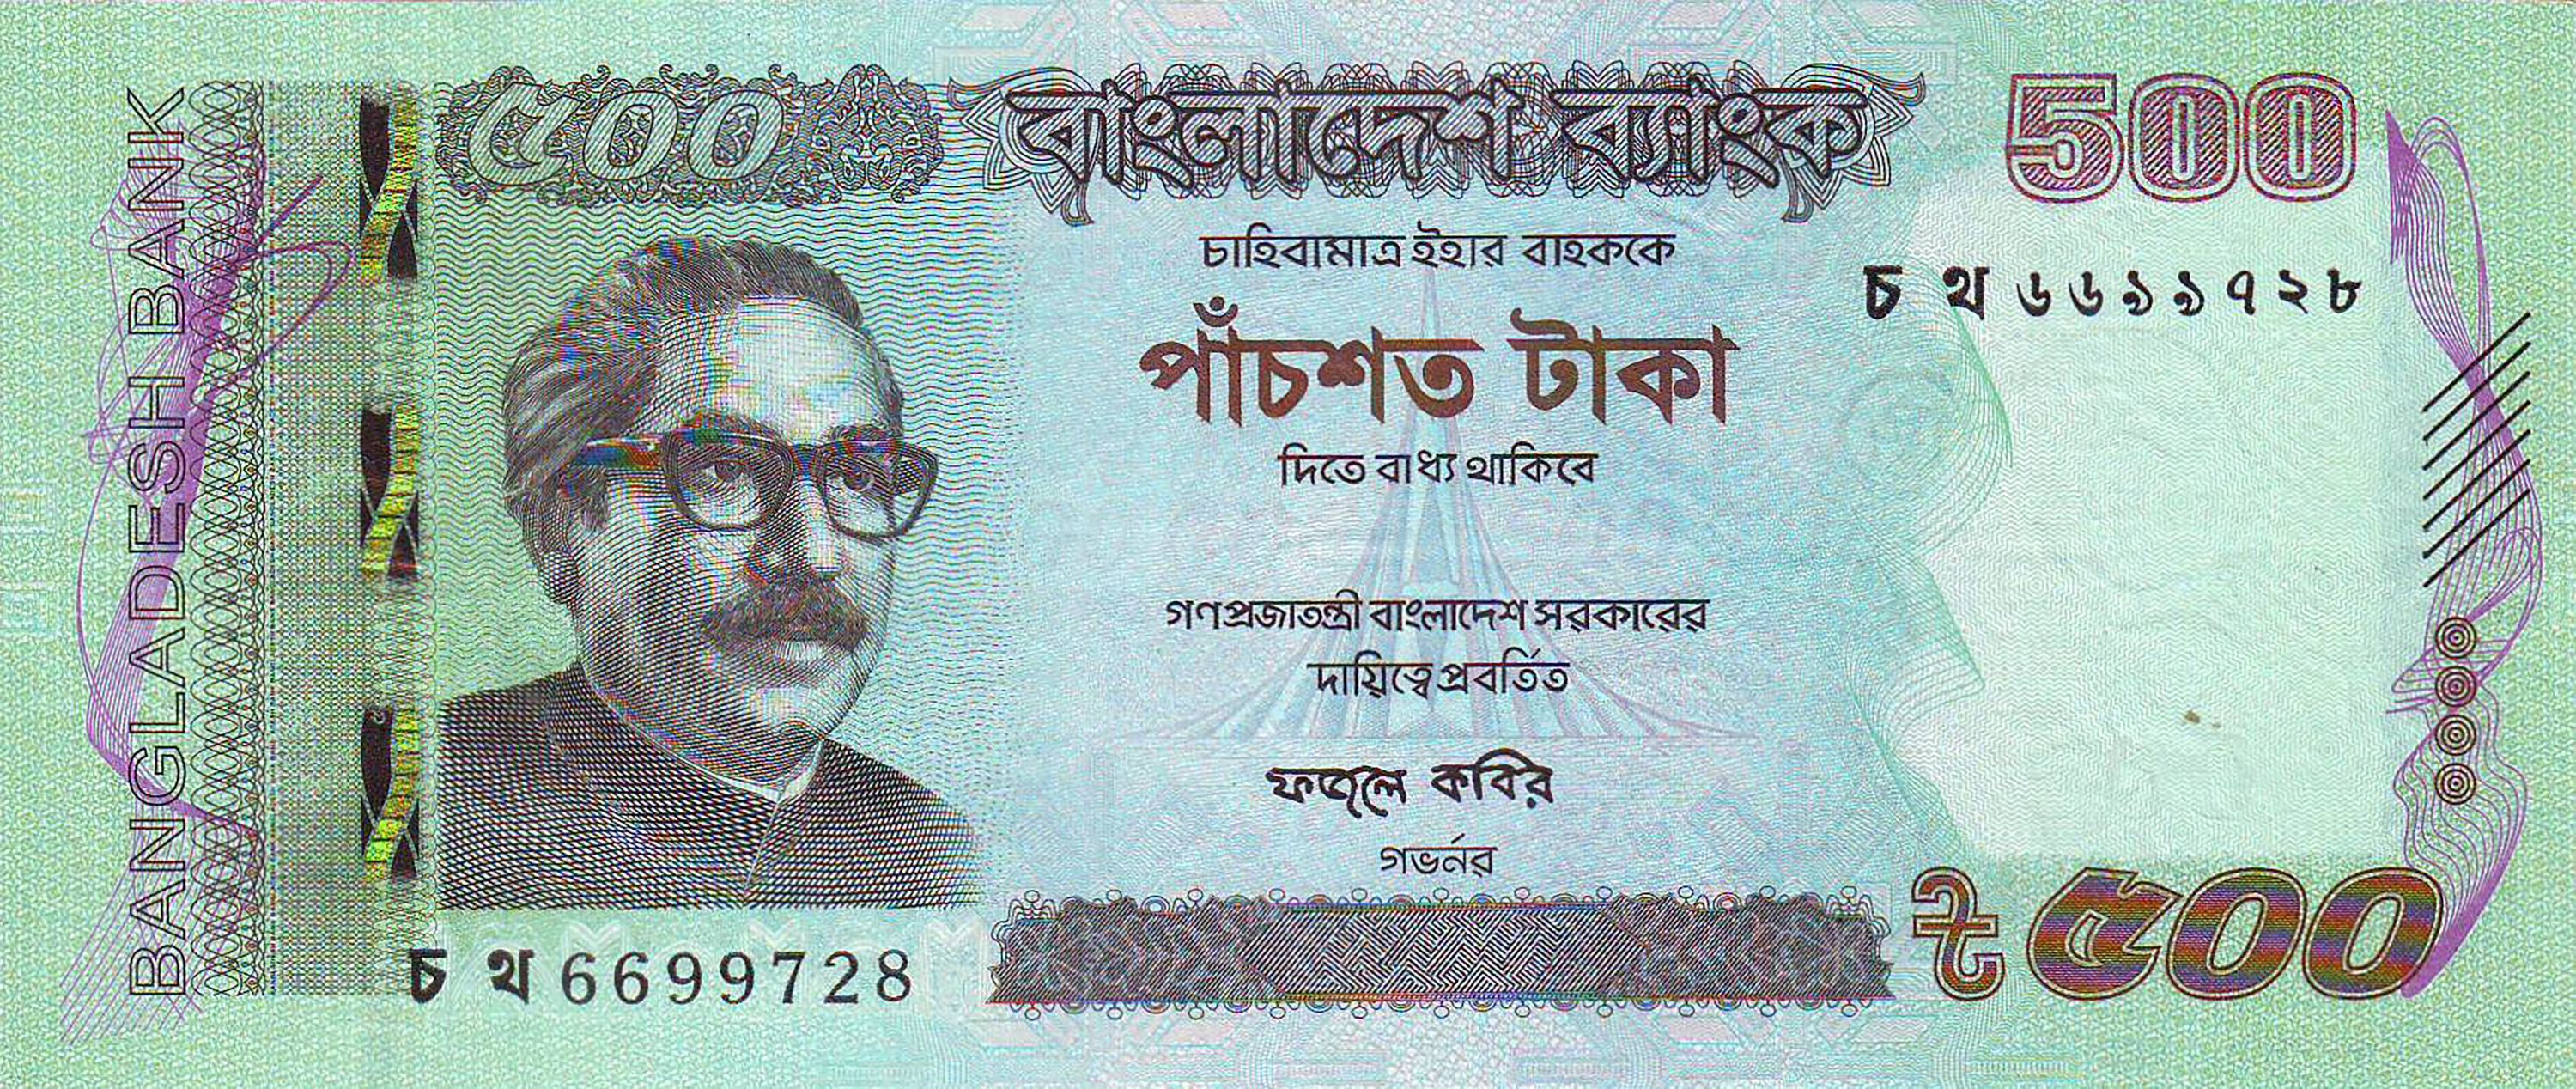 BANGLADESH BANK
৫০০
বাংলাদেশ ব্যাংক
500
চাহিবামাত্র ইহার বাহককে
চ থ ৬৬৯৯৭২৮
পাঁচশত টাকা
দিতে বাধ্য থাকিবে
গণপ্রজাতন্ত্রী বাংলাদেশ সরকারের
দায়িত্বে প্রবর্তিত
ফজলে কবির
গভর্নর
চ থ 6699728
৳ ৫০০